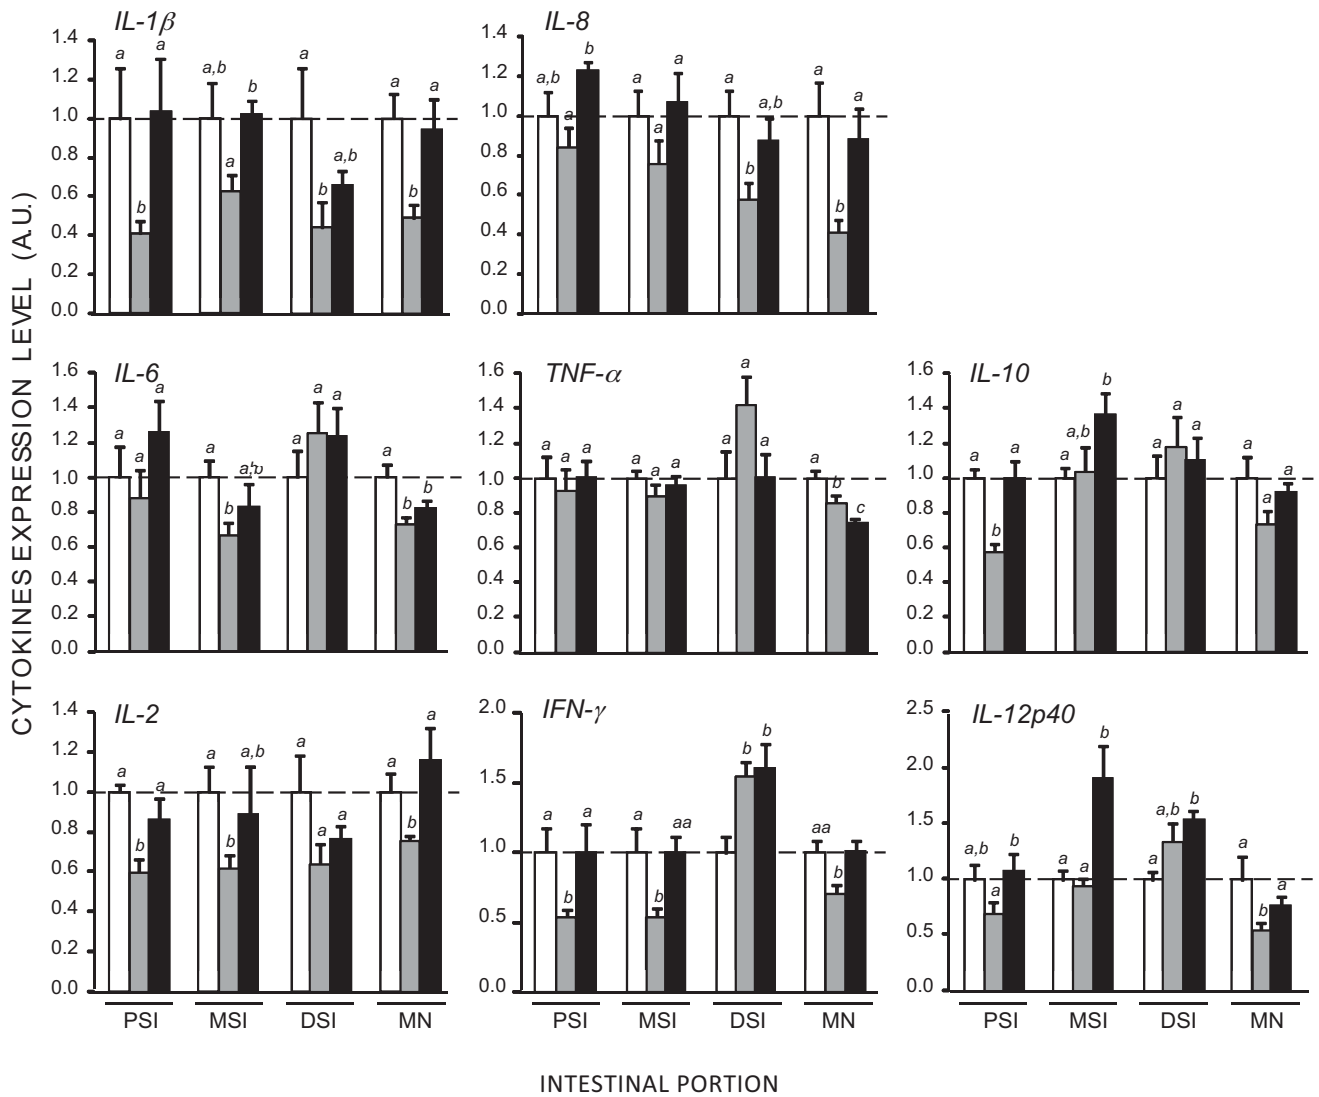 CYTOKINES EXPRESSION LEVEL (A.U.)
IL-1β
1.4
1.2
1.0
0.8
0.6
0.4
0.2
0.0
a b a
a,b a b
a b a,b
a b a
IL-8
1.4
1.2
1.0
0.8
0.6
0.4
0.2
0.0
a,b a b
a a a
a b a,b
a b a
IL-6
1.6
1.4
1.2
1.0
0.8
0.6
0.4
0.2
0.0
a a a
a b a,b
a a a
a b b
TNF-α
1.6
1.4
1.2
1.0
0.8
0.6
0.4
0.2
0.0
a a a
a a a
a a a
a b c
IL-10
1.6
1.4
1.2
1.0
0.8
0.6
0.4
0.2
0.0
a b a
a a,b b
a a a
a a a
IL-2
1.4
1.2
1.0
0.8
0.6
0.4
0.2
0.0
a b a
a b a,b
a a a
a b a
PSI MSI DSI MN
IFN-γ
2.0
1.5
1.0
0.5
0.0
a b a
a b aa
b b
aa b
PSI MSI DSI MN
IL-12p40
2.5
2.0
1.5
1.0
0.5
0.0
a,b a b
a a b
a a,b b
a b a
PSI MSI DSI MN
INTESTINAL PORTION